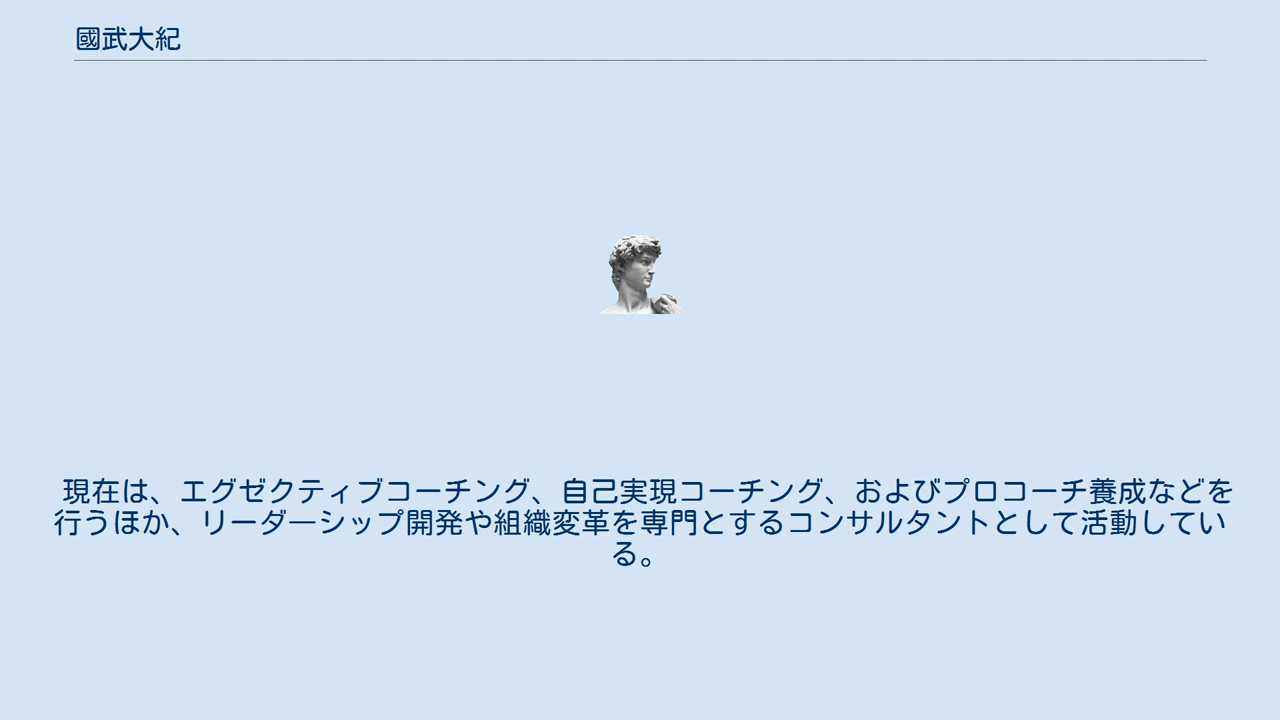 國武大紀
現在は、エグゼクティブコーチング、自己実現コーチング、およびプロコーチ養成などを
行うほか、リーダ―シップ開発や組織変革を専門とするコンサルタントとして活動してい
る。